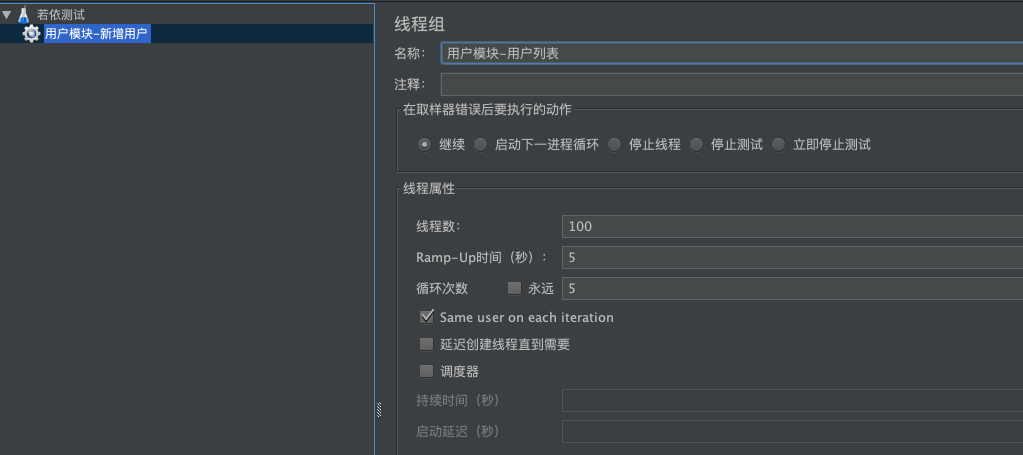 若依测试
用户模块-新增用户
线程组
名称： 用户模块-用户列表
注释：
在取样器错误后要执行的动作
继续 启动下一进程循环 停止线程 停止测试 立即停止测试
线程属性
线程数： 100
Ramp-Up时间（秒）： 5
循环次数 永远 5
Same user on each iteration
延迟创建线程直到需要
调度器
持续时间（秒）
启动延迟（秒）